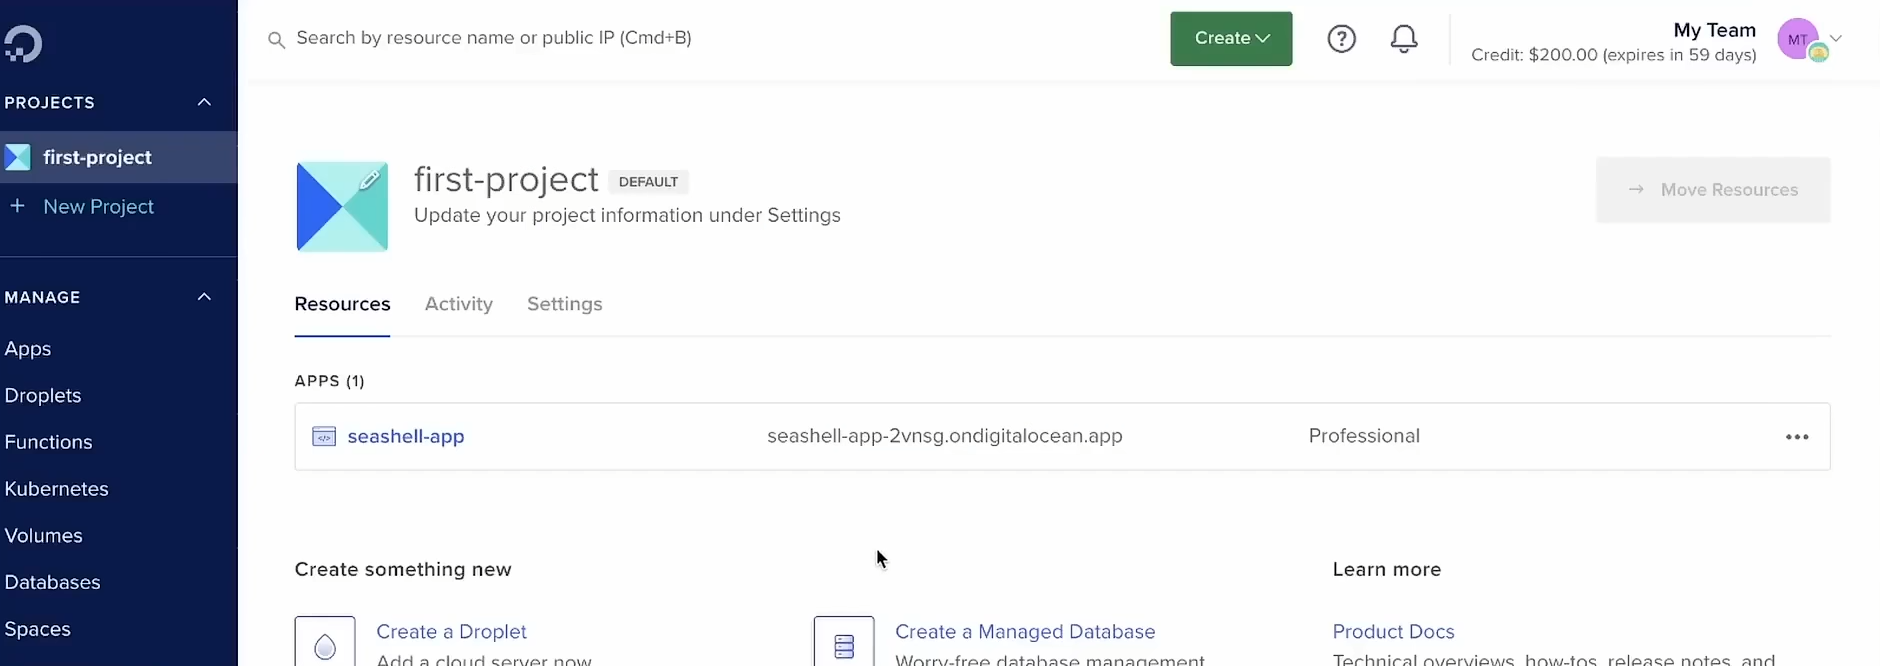 Search by resource name or public IP (Cmd+B)
Create
My Team
Credit: $200.00 (expires in 59 days)
MT
PROJECTS
first-project
+ New Project
MANAGE
Apps
Droplets
Functions
Kubernetes
Volumes
Databases
Spaces
first-project DEFAULT
Update your project information under Settings
→ Move Resources
Resources Activity Settings
APPS (1)
seashell-app seashell-app-2vnsg.ondigitalocean.app Professional
Create something new
Learn more
Create a Droplet
Add a cloud server now
Create a Managed Database
Worry-free database management
Product Docs
Technical overviews, how-tos, release notes, and